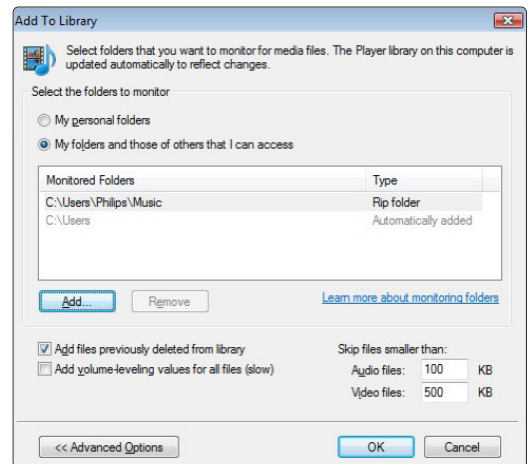 Add To Library
Select folders that you want to monitor for media files. The Player library on this computer is
updated automatically to reflect changes.
Select the folders to monitor
My personal folders
My folders and those of others that I can access
Monitored Folders Type
C:\Users\Philips\Music Rip folder
C:\Users Automatically added
Add... Remove Learn more about monitoring folders
Add files previously deleted from library Skip files smaller than:
Add volume-leveling values for all files (slow) Audio files: 100 KB
Video files: 500 KB
<< Advanced Options OK Cancel